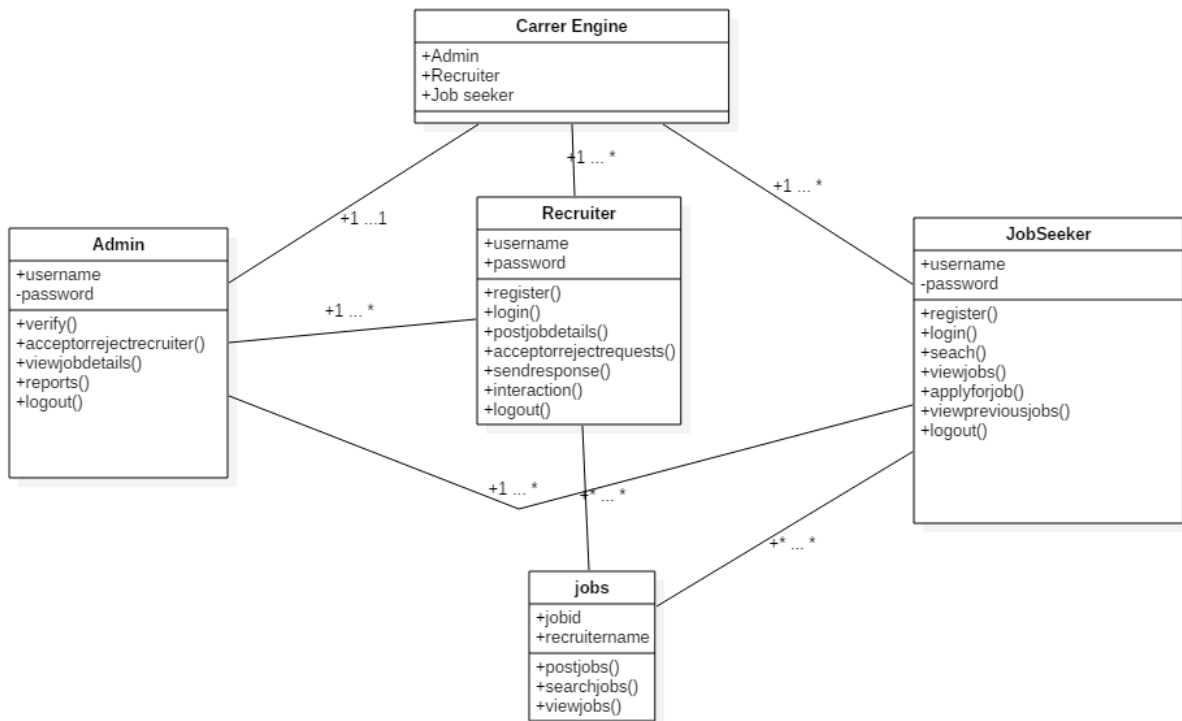 Carrer Engine
+Admin
+Recruiter
+Job seeker
+1 ... *
+1 ... *
+1 ...1
Recruiter
+username
+password
+register()
+login()
+postjobdetails()
+acceptorrejectrequests()
+sendresponse()
+interaction()
+logout()
Admin
+username
-password
+verify()
+acceptorrejectrecruiter()
+viewjobdetails()
+reports()
+logout()
JobSeeker
+username
-password
+register()
+login()
+seach()
+viewjobs()
+applyforjob()
+viewpreviousjobs()
+logout()
+1 ... *
+1 ... *
+* ... *
+* ... *
jobs
+jobid
+recruitername
+postjobs()
+searchjobs()
+viewjobs()